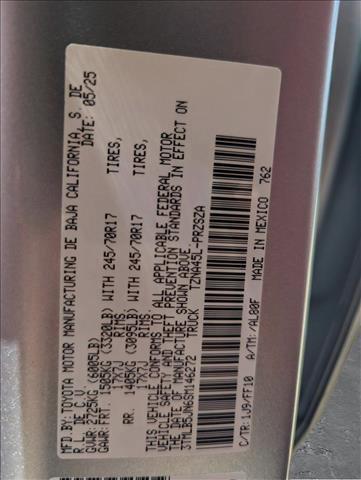 MFD. BY: TOYOTA MOTOR MANUFACTURING DE BAJA CALIFORNIA, S. DE
R.L. DE C.V. DATE: 05/25
GVWR: 2725KG (6005LB)
GAWR: FRT. 1505KG (3320LB) WITH 245/70R17 TIRES,
17X7J RIMS,
RR. 1405KG (3095LB) WITH 245/70R17 TIRES,
17X7J RIMS.
THIS VEHICLE CONFORMS TO ALL APPLICABLE FEDERAL MOTOR
VEHICLE SAFETY AND THEFT PREVENTION STANDARDS IN EFFECT ON
THE DATE OF MANUFACTURE SHOWN ABOVE.
3TMLB5JN6SM146272 TRUCK TZNA45L-PRZSZA
C/TR: 1J9/FF10 A/TM: /AL80F MADE IN MEXICO 762